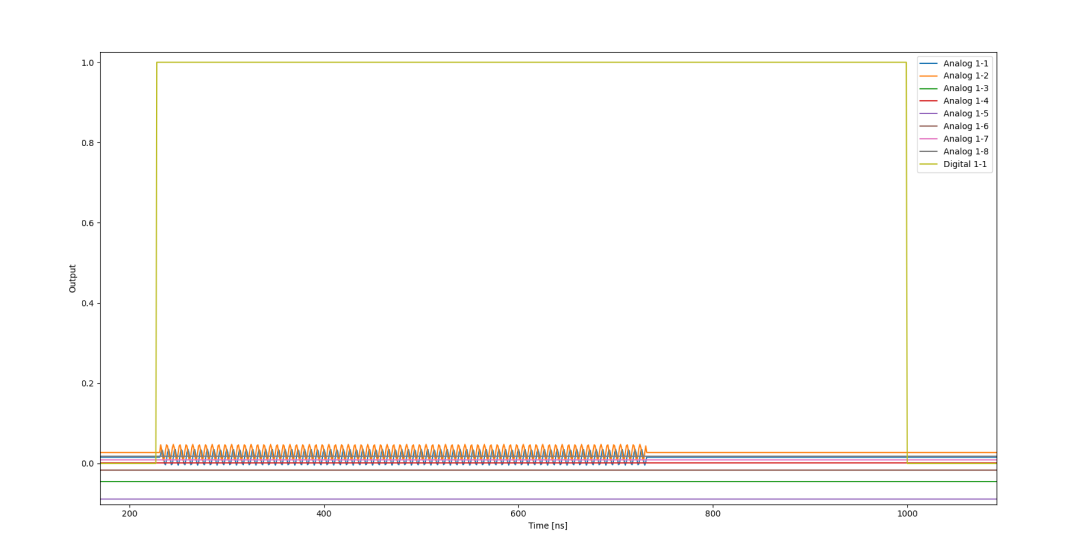 1.0
0.8
0.6
0.4
0.2
0.0
Output
200
400
600
800
1000
Time [ns]
Analog 1-1
Analog 1-2
Analog 1-3
Analog 1-4
Analog 1-5
Analog 1-6
Analog 1-7
Analog 1-8
Digital 1-1